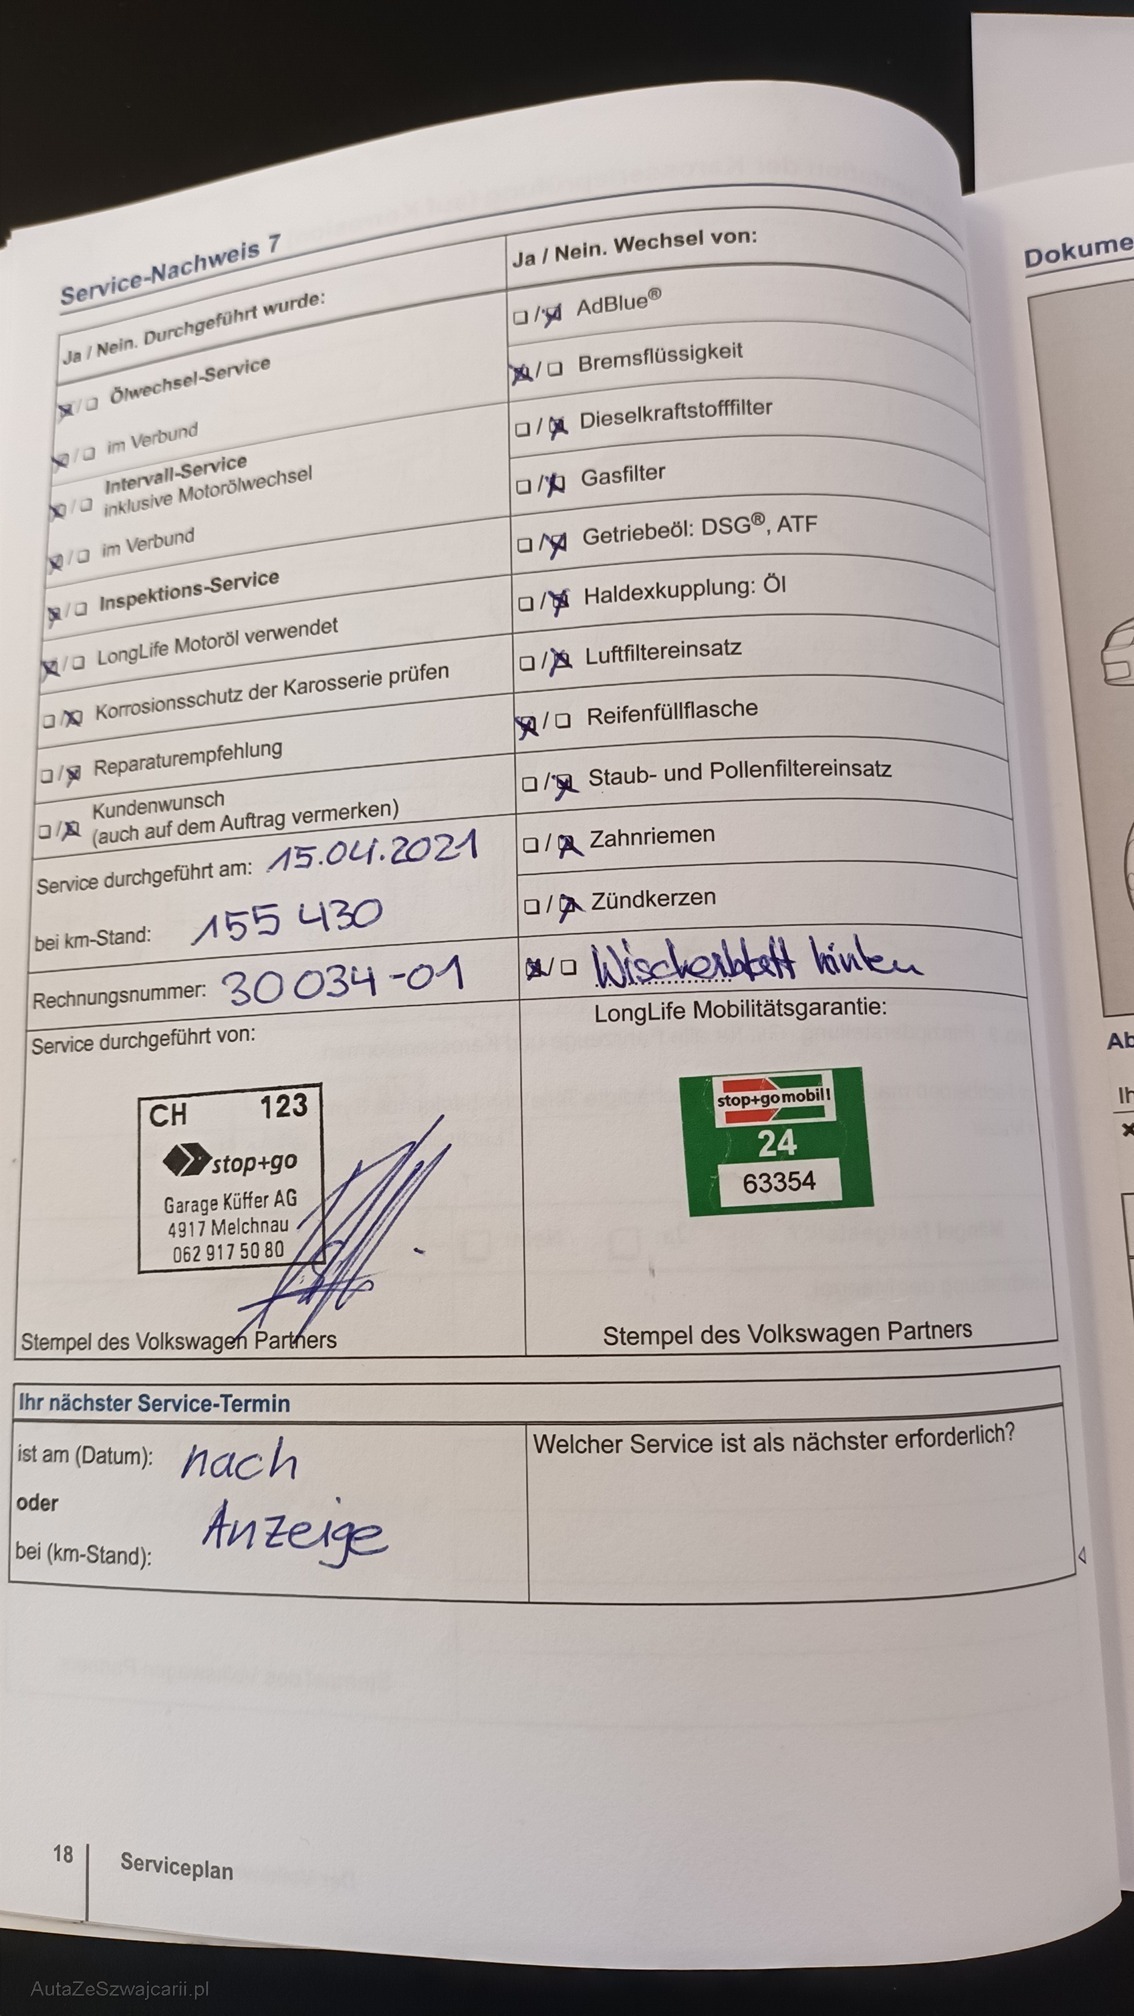 Service-Nachweis 7
Ja / Nein. Durchgeführt wurde:
Ölwechsel-Service
im Verbund
Intervall-Service
inklusive Motorölwechsel
im Verbund
Inspektions-Service
LongLife Motoröl verwendet
Korrosionsschutz der Karosserie prüfen
Reparaturempfehlung
Kundenwunsch
(auch auf dem Auftrag vermerken)
Service durchgeführt am: 15.04.2021
bei km-Stand: 155 430
Rechnungsnummer: 30034-01
Service durchgeführt von:
CH 123
stop+go
Garage Küffer AG
4917 Melchnau
062 917 50 80
Stempel des Volkswagen Partners
Ja / Nein. Wechsel von:
AdBlue®
Bremsflüssigkeit
Dieselkraftstofffilter
Gasfilter
Getriebeöl: DSG®, ATF
Haldexkupplung: Öl
Luftfiltereinsatz
Reifenfüllflasche
Staub- und Pollenfiltereinsatz
Zahnriemen
Zündkerzen
Wischerblatt hinten
LongLife Mobilitätsgarantie:
stop+go mobil!
24
63354
Stempel des Volkswagen Partners
Ihr nächster Service-Termin
ist am (Datum): nach
oder
Anzeige
bei (km-Stand):
Welcher Service ist als nächster erforderlich?
18 Serviceplan
Dokume
Ab
Ih
AutaZeSzwajcarii.pl